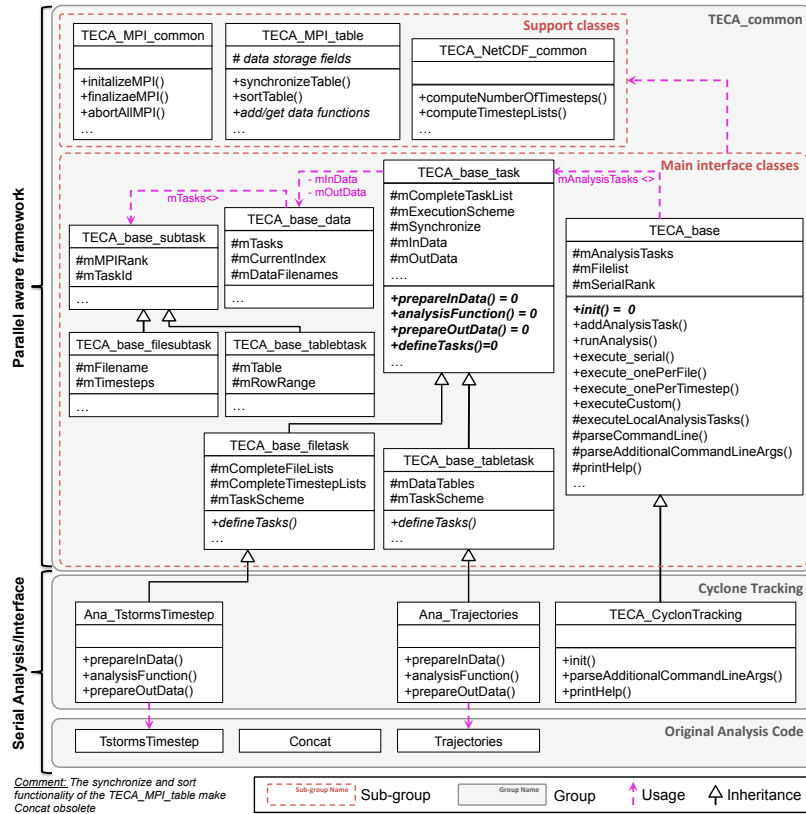 Support classes
TECA_common
TECA_MPI_common
+initalizeMPI()
+finalizaeMPI()
+abortAllMPI()
...
TECA_MPI_table
# data storage fields
+synchronizeTable()
+sortTable()
+add/get data functions
...
TECA_NetCDF_common
+computeNumberOfTimesteps()
+computeTimestepLists()
...
Main interface classes
- mInData
- mOutData
mTasks<>
mAnalysisTasks <>
TECA_base_task
#mCompleteTaskList
#mExecutionScheme
#mSynchronize
#mInData
#mOutData
....
+prepareInData() = 0
+analysisFunction() = 0
+prepareOutData() = 0
+defineTasks()=0
...
TECA_base_data
#mTasks
#mCurrentIndex
#mDataFilenames
...
TECA_base_subtask
#mMPIRank
#mTaskId
...
TECA_base
#mAnalysisTasks
#mFilelist
#mSerialRank
+init() = 0
+addAnalysisTask()
+runAnalysis()
+execute_serial()
+execute_onePerFile()
+execute_onePerTimestep()
+executeCustom()
#executeLocalAnalysisTasks()
#parseCommandLine()
#parseAdditionalCommandLineArgs()
#printHelp()
...
TECA_base_filesubtask
#mFilename
#mTimesteps
...
TECA_base_tablebtask
#mTable
#mRowRange
...
TECA_base_filetask
#mCompleteFileLists
#mCompleteTimestepLists
#mTaskScheme
+defineTasks()
...
TECA_base_tabletask
#mDataTables
#mTaskScheme
+defineTasks()
...
Parallel aware framework
Cyclone Tracking
Ana_TstormsTimestep
+prepareInData()
+analysisFunction()
+prepareOutData()
Ana_Trajectories
+prepareInData()
+analysisFunction()
+prepareOutData()
TECA_CyclonTracking
+init()
+parseAdditionalCommandLineArgs()
+printHelp()
Serial Analysis/Interface
Original Analysis Code
TstormsTimestep
Concat
Trajectories
Comment: The synchronize and sort
functionality of the TECA_MPI_table make
Concat obsolete
Sub-group Name
Sub-group
Group Name
Group
Usage
Inheritance